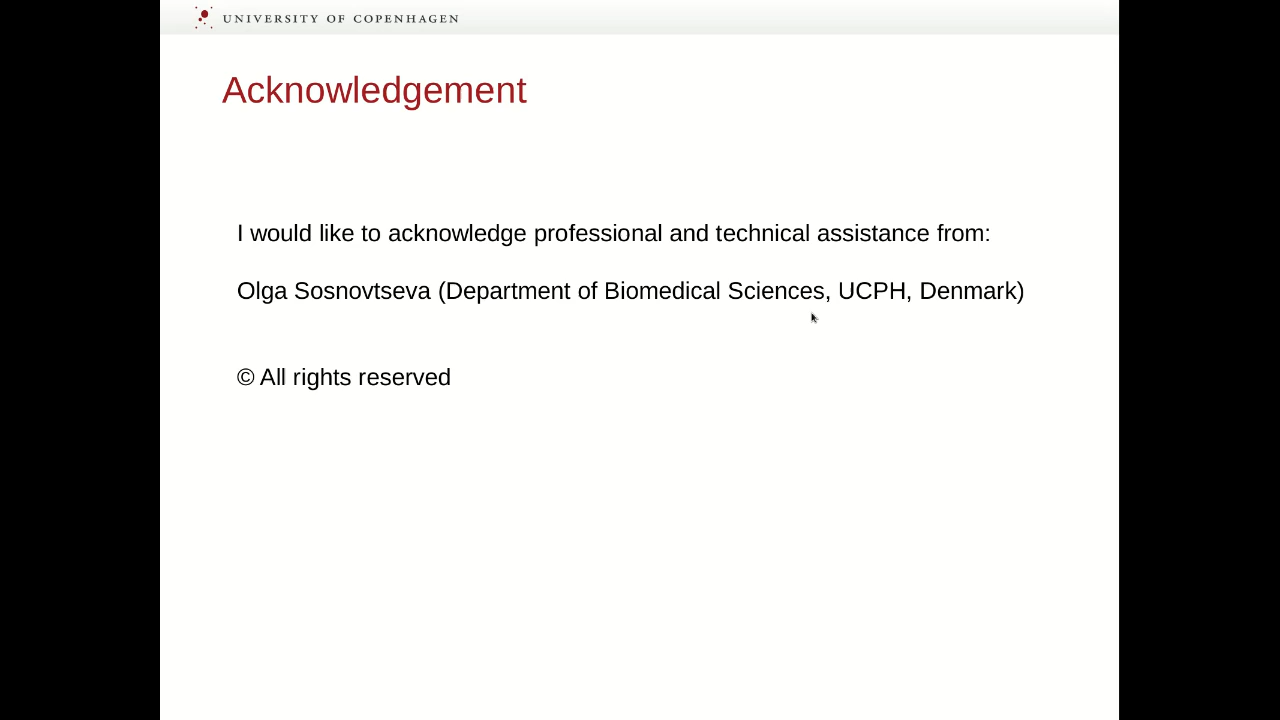 UNIVERSITY OF COPENHAGEN
Acknowledgement
I would like to acknowledge professional and technical assistance from:
Olga Sosnovtseva (Department of Biomedical Sciences, UCPH, Denmark)
© All rights reserved